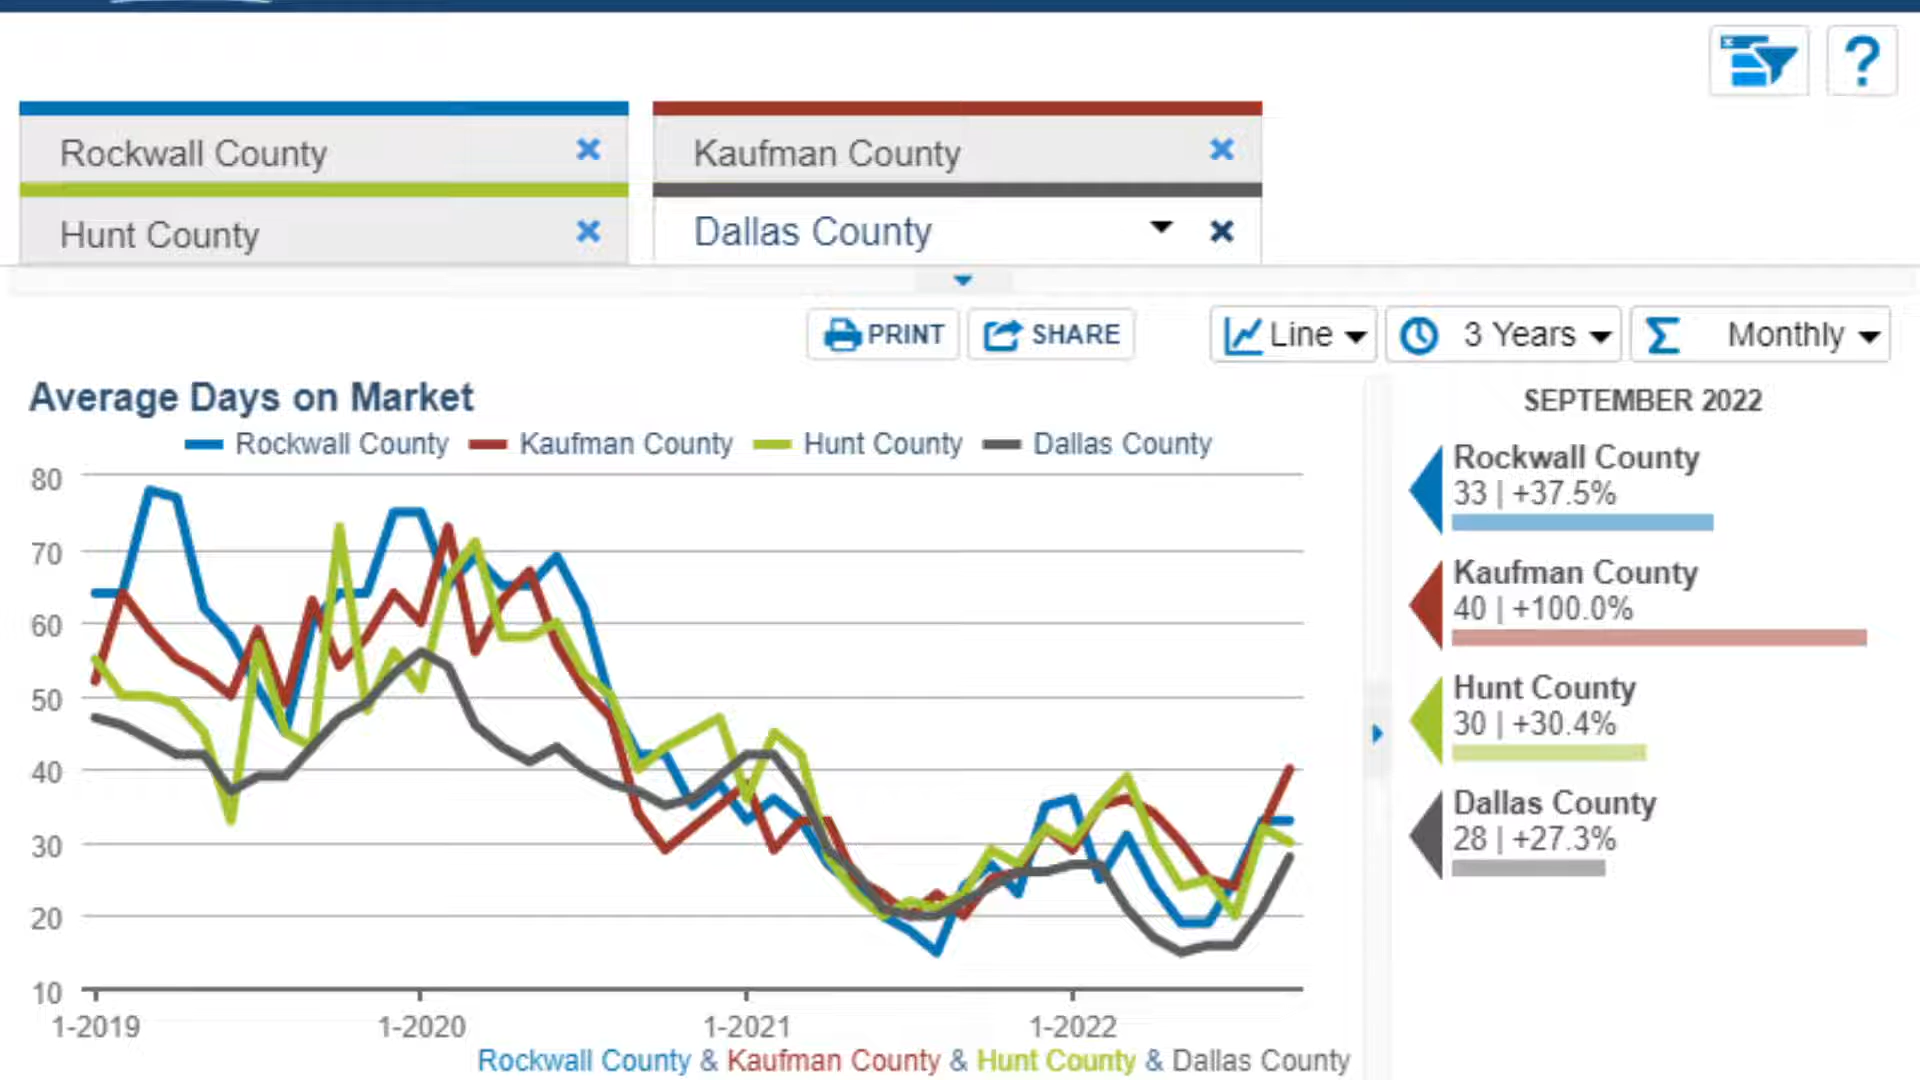 ?
Rockwall County
Kaufman County
Hunt County
Dallas County
PRINT
SHARE
Line
3 Years
Monthly
Average Days on Market
Rockwall County
Kaufman County
Hunt County
Dallas County
80
70
60
50
40
30
20
10
1-2019
1-2020
1-2021
1-2022
Rockwall County & Kaufman County & Hunt County & Dallas County
SEPTEMBER 2022
Rockwall County
33 | +37.5%
Kaufman County
40 | +100.0%
Hunt County
30 | +30.4%
Dallas County
28 | +27.3%